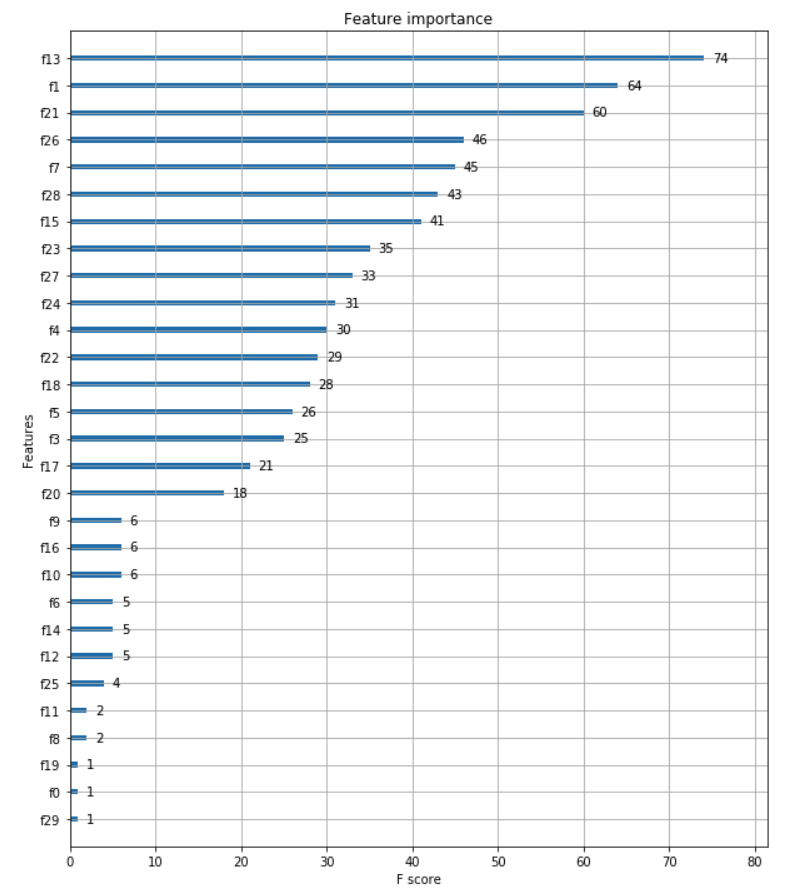 Feature importance
f13 74
f1 64
f21 60
f26 46
f7 45
f28 43
f15 41
f23 35
f27 33
f24 31
f4 30
f22 29
f18 28
f5 26
f3 25
f17 21
f20 18
f9 6
f16 6
f10 6
f6 5
f14 5
f12 5
f25 4
f11 2
f8 2
f19 1
f0 1
f29 1
Features
0 10 20 30 40 50 60 70 80
F score